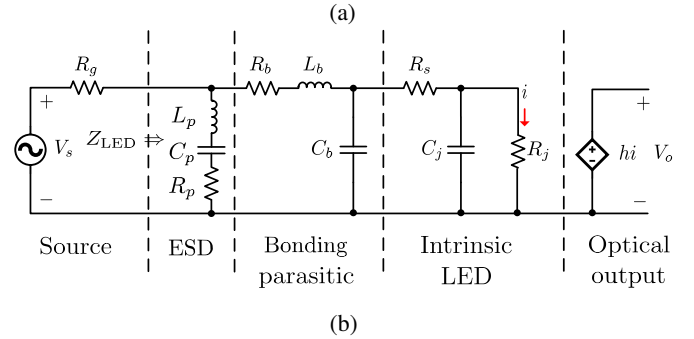 (a)
R_g R_b L_b R_s
+ L_p i +
V_s Z_LED ⇛ C_p C_b C_j R_j hi V_o
R_p
− −
Source ESD Bonding Intrinsic Optical
parasitic LED output
(b)